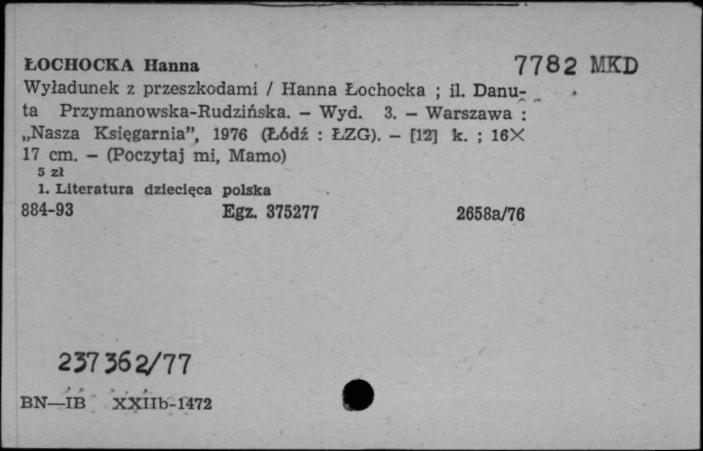 7782 MKD
ŁOCHOCKA Hanna
Wyładunek z przeszkodami / Hanna Łochocka ; il. Danu-
ta Przymanowska-Rudzińska. — Wyd. 3. — Warszawa :
„Nasza Księgarnia”, 1976 (Łódź : ŁZG). — [12] k. ; 16×
17 cm. — (Poczytaj mi, Mamo)
5 zł
1. Literatura dziecięca polska
884-93 Egz. 375277 2658a/76
237362/77
BN—IB XXIIb-1472